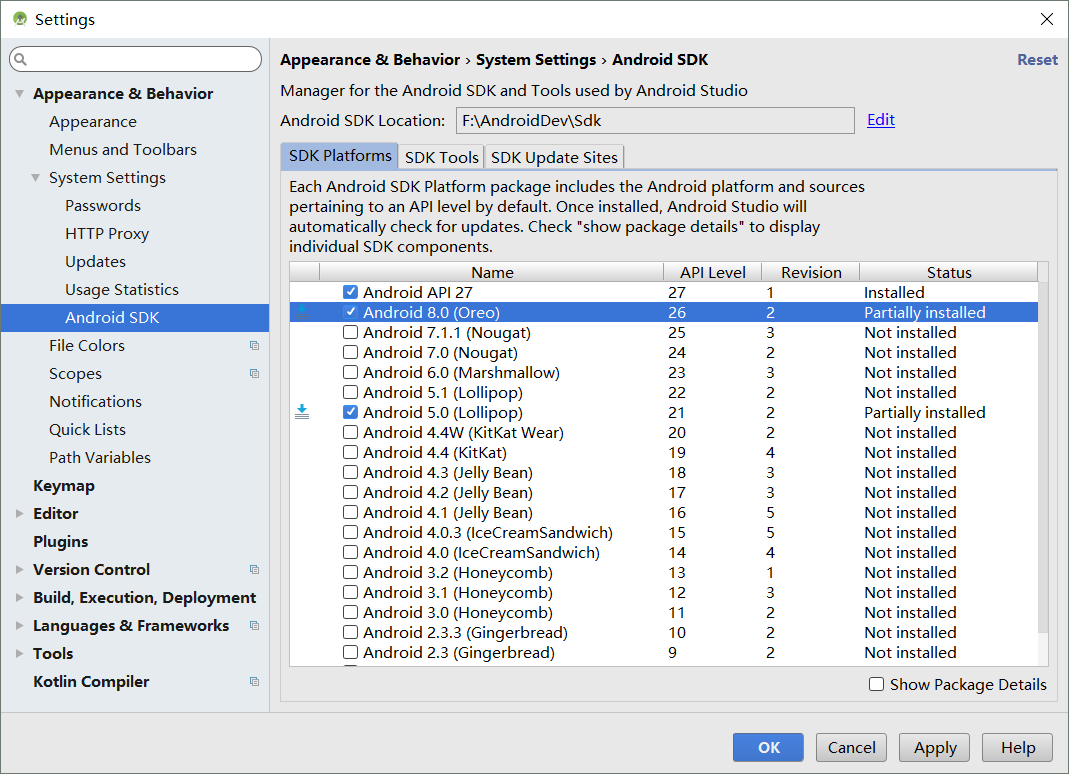 Settings
Appearance & Behavior
Appearance
Menus and Toolbars
System Settings
Passwords
HTTP Proxy
Updates
Usage Statistics
Android SDK
File Colors
Scopes
Notifications
Quick Lists
Path Variables
Keymap
Editor
Plugins
Version Control
Build, Execution, Deployment
Languages & Frameworks
Tools
Kotlin Compiler
Appearance & Behavior › System Settings › Android SDK Reset
Manager for the Android SDK and Tools used by Android Studio
Android SDK Location: F:\AndroidDev\Sdk Edit
SDK Platforms SDK Tools SDK Update Sites
Each Android SDK Platform package includes the Android platform and sources
pertaining to an API level by default. Once installed, Android Studio will
automatically check for updates. Check "show package details" to display
individual SDK components.
Name API Level Revision Status
Android API 27 27 1 Installed
Android 8.0 (Oreo) 26 2 Partially installed
Android 7.1.1 (Nougat) 25 3 Not installed
Android 7.0 (Nougat) 24 2 Not installed
Android 6.0 (Marshmallow) 23 3 Not installed
Android 5.1 (Lollipop) 22 2 Not installed
Android 5.0 (Lollipop) 21 2 Partially installed
Android 4.4W (KitKat Wear) 20 2 Not installed
Android 4.4 (KitKat) 19 4 Not installed
Android 4.3 (Jelly Bean) 18 3 Not installed
Android 4.2 (Jelly Bean) 17 3 Not installed
Android 4.1 (Jelly Bean) 16 5 Not installed
Android 4.0.3 (IceCreamSandwich) 15 5 Not installed
Android 4.0 (IceCreamSandwich) 14 4 Not installed
Android 3.2 (Honeycomb) 13 1 Not installed
Android 3.1 (Honeycomb) 12 3 Not installed
Android 3.0 (Honeycomb) 11 2 Not installed
Android 2.3.3 (Gingerbread) 10 2 Not installed
Android 2.3 (Gingerbread) 9 2 Not installed
Show Package Details
OK Cancel Apply Help